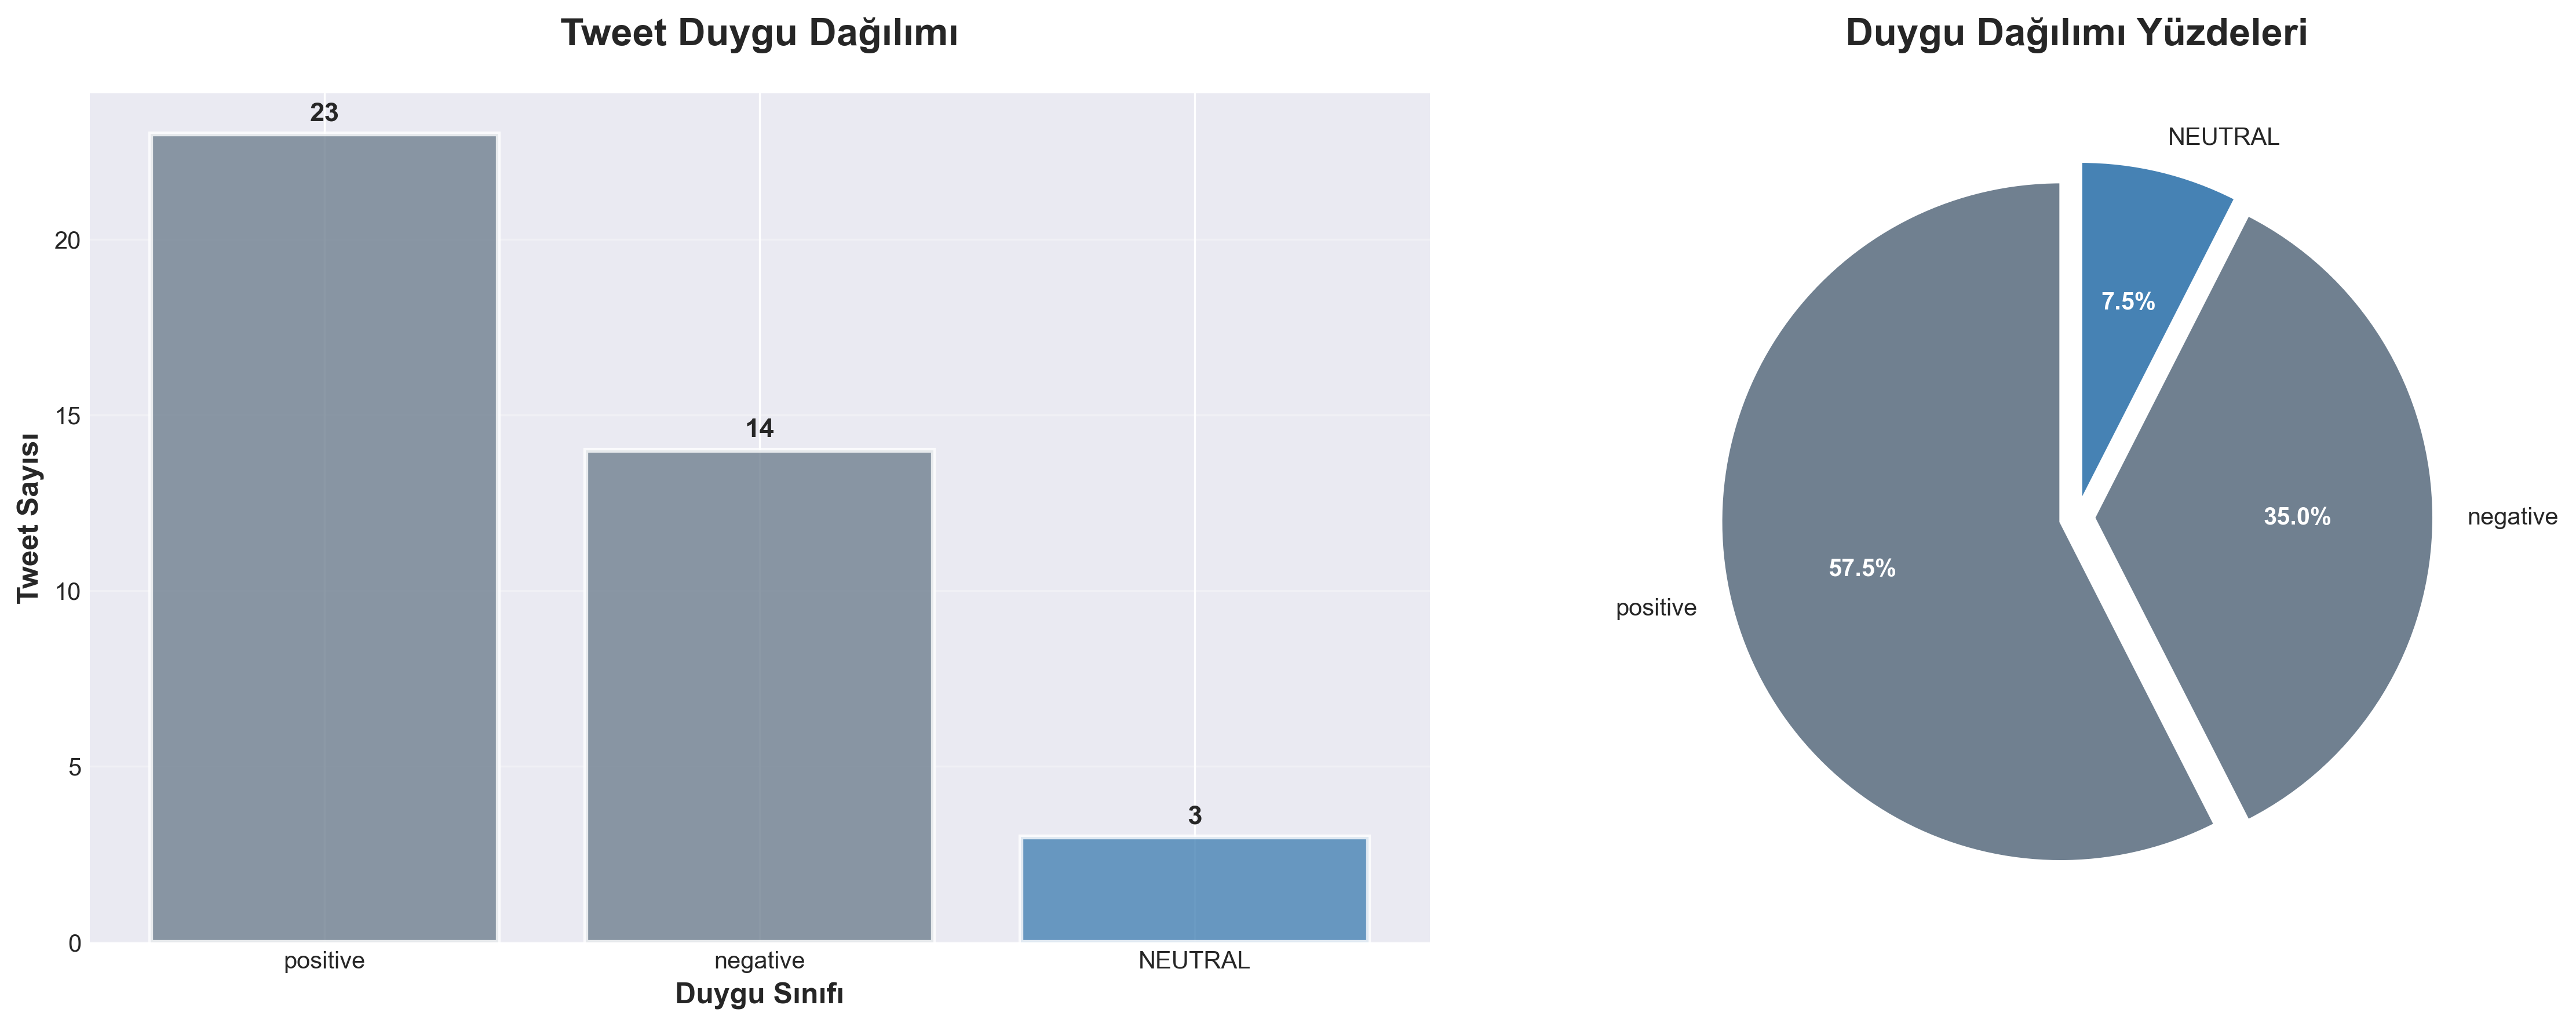 Tweet Duygu Dağılımı
23
14
3
20
15
10
5
0
Tweet Sayısı
positive
negative
NEUTRAL
Duygu Sınıfı
Duygu Dağılımı Yüzdeleri
NEUTRAL
7.5%
35.0%
negative
57.5%
positive